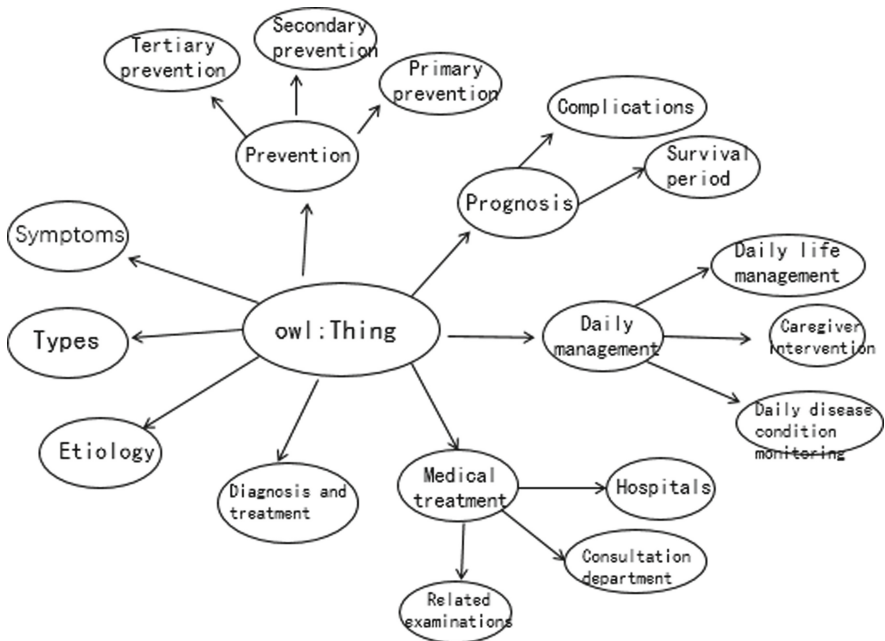 Secondary
prevention
Tertiary
prevention
Primary
prevention
Complications
Prevention
Survival
period
Prognosis
Symptoms
Daily life
management
owl:Thing
Types
Daily
management
Caregiver
intervention
Daily disease
condition
monitoring
Etiology
Diagnosis and
treatment
Medical
treatment
Hospitals
Consultation
department
Related
examinations